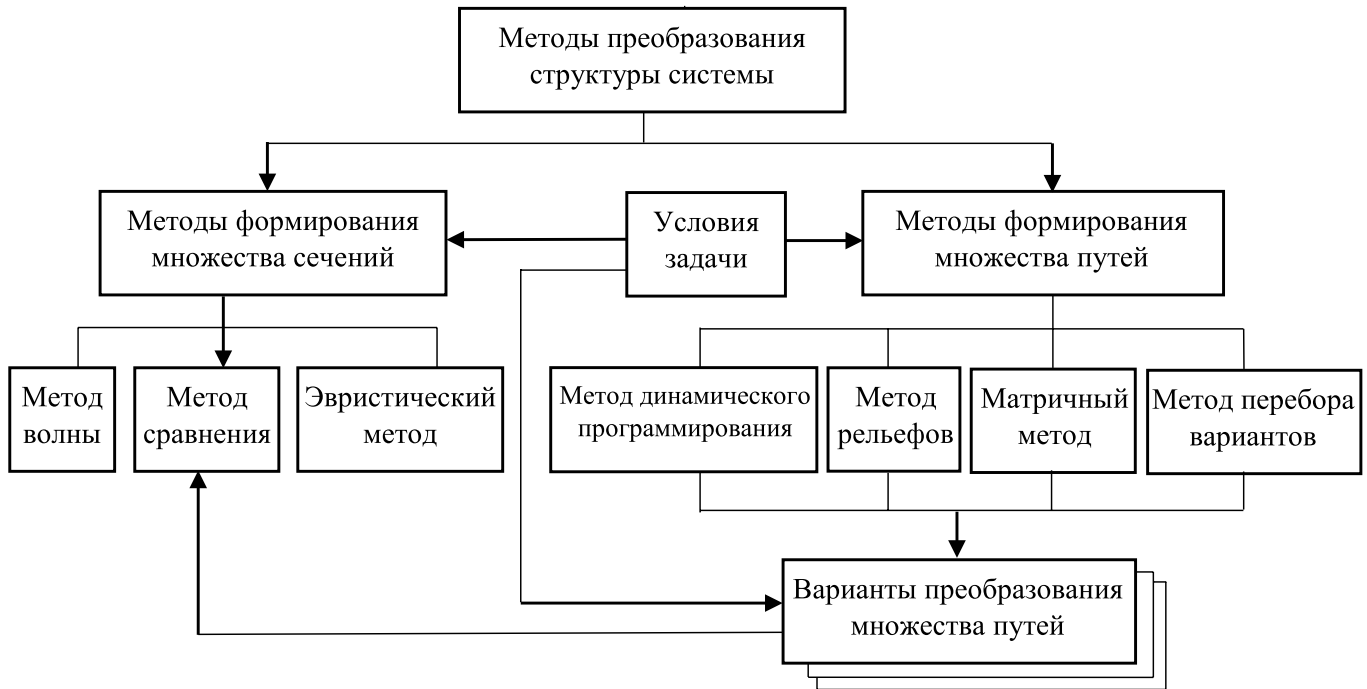 Методы преобразования
структуры системы
Методы формирования
множества сечений
Условия
задачи
Методы формирования
множества путей
Метод
волны
Метод
сравнения
Эвристический
метод
Метод динамического
программирования
Метод
рельефов
Матричный
метод
Метод перебора
вариантов
Варианты преобразования
множества путей